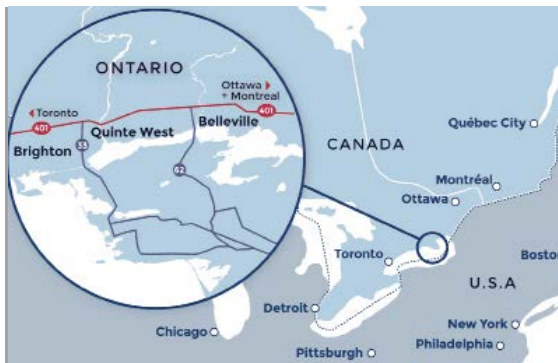 ONTARIO
Toronto
Ottawa
+ Montreal
401
401
Quinte West
Belleville
Brighton
33
62
CANADA
Québec City
Montréal
Ottawa
Toronto
Boston
U.S.A
Detroit
Chicago
New York
Pittsburgh
Philadelphia